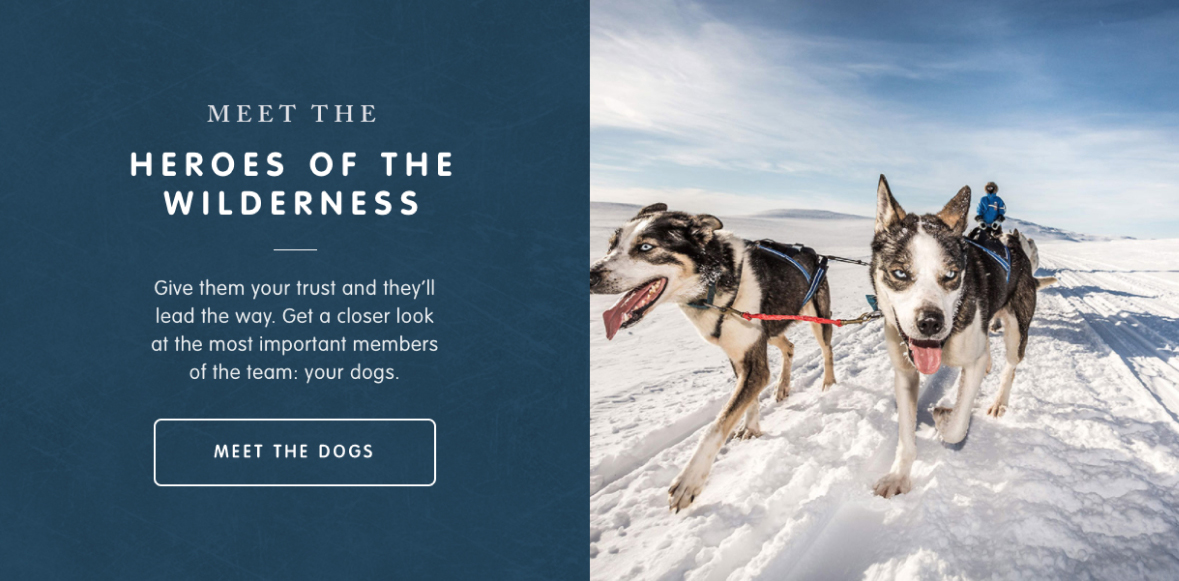 MEET THE
HEROES OF THE
WILDERNESS
Give them your trust and they'll
lead the way. Get a closer look
at the most important members
of the team: your dogs.
MEET THE DOGS